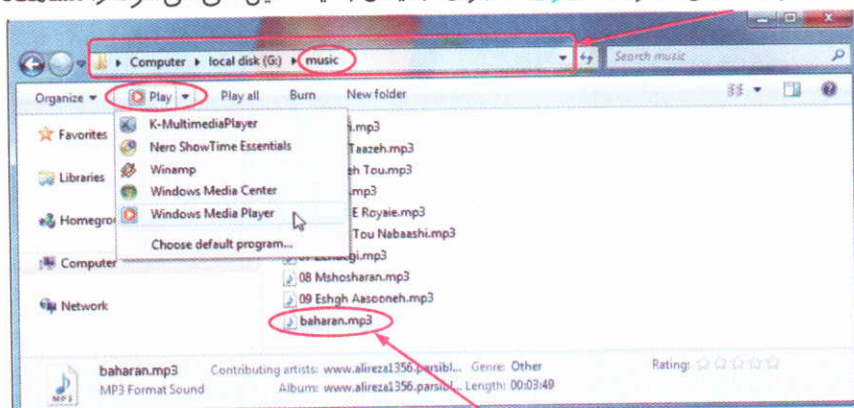 Computer ▸ local disk (G:) ▸ music
Search music
Organize
Play
Play all
Burn
New folder
Favorites
Libraries
Computer
Network
K-MultimediaPlayer
Nero ShowTime Essentials
Winamp
Windows Media Center
Windows Media Player
Choose default program...
i.mp3
Taazeh.mp3
eh Tou.mp3
.mp3
E Royaie.mp3
Tou Nabaashi.mp3
08 Mshosharan.mp3
09 Eshgh Aasooneh.mp3
baharan.mp3
baharan.mp3
MP3 Format Sound
Contributing artists: www.alireza1356.parsibl...
Album: www.alireza1356.parsibl...
Genre: Other
Length: 00:03:49
Rating:
MP3